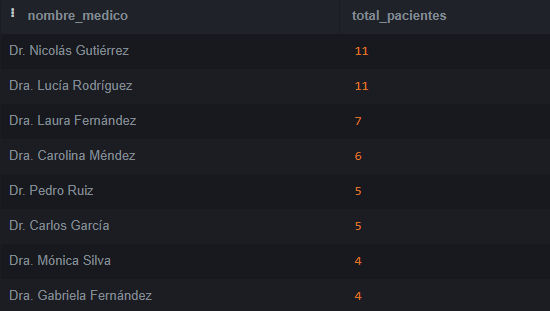 nombre_medico total_pacientes
Dr. Nicolás Gutiérrez 11
Dra. Lucía Rodríguez 11
Dra. Laura Fernández 7
Dra. Carolina Méndez 6
Dr. Pedro Ruiz 5
Dr. Carlos García 5
Dra. Mónica Silva 4
Dra. Gabriela Fernández 4